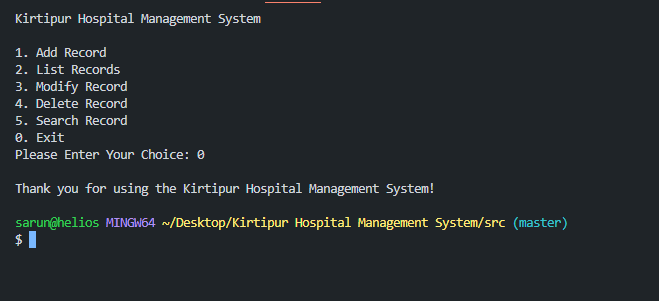 Kirtipur Hospital Management System
1. Add Record
2. List Records
3. Modify Record
4. Delete Record
5. Search Record
0. Exit
Please Enter Your Choice: 0
Thank you for using the Kirtipur Hospital Management System!
sarun@helios MINGW64 ~/Desktop/Kirtipur Hospital Management System/src (master)
$